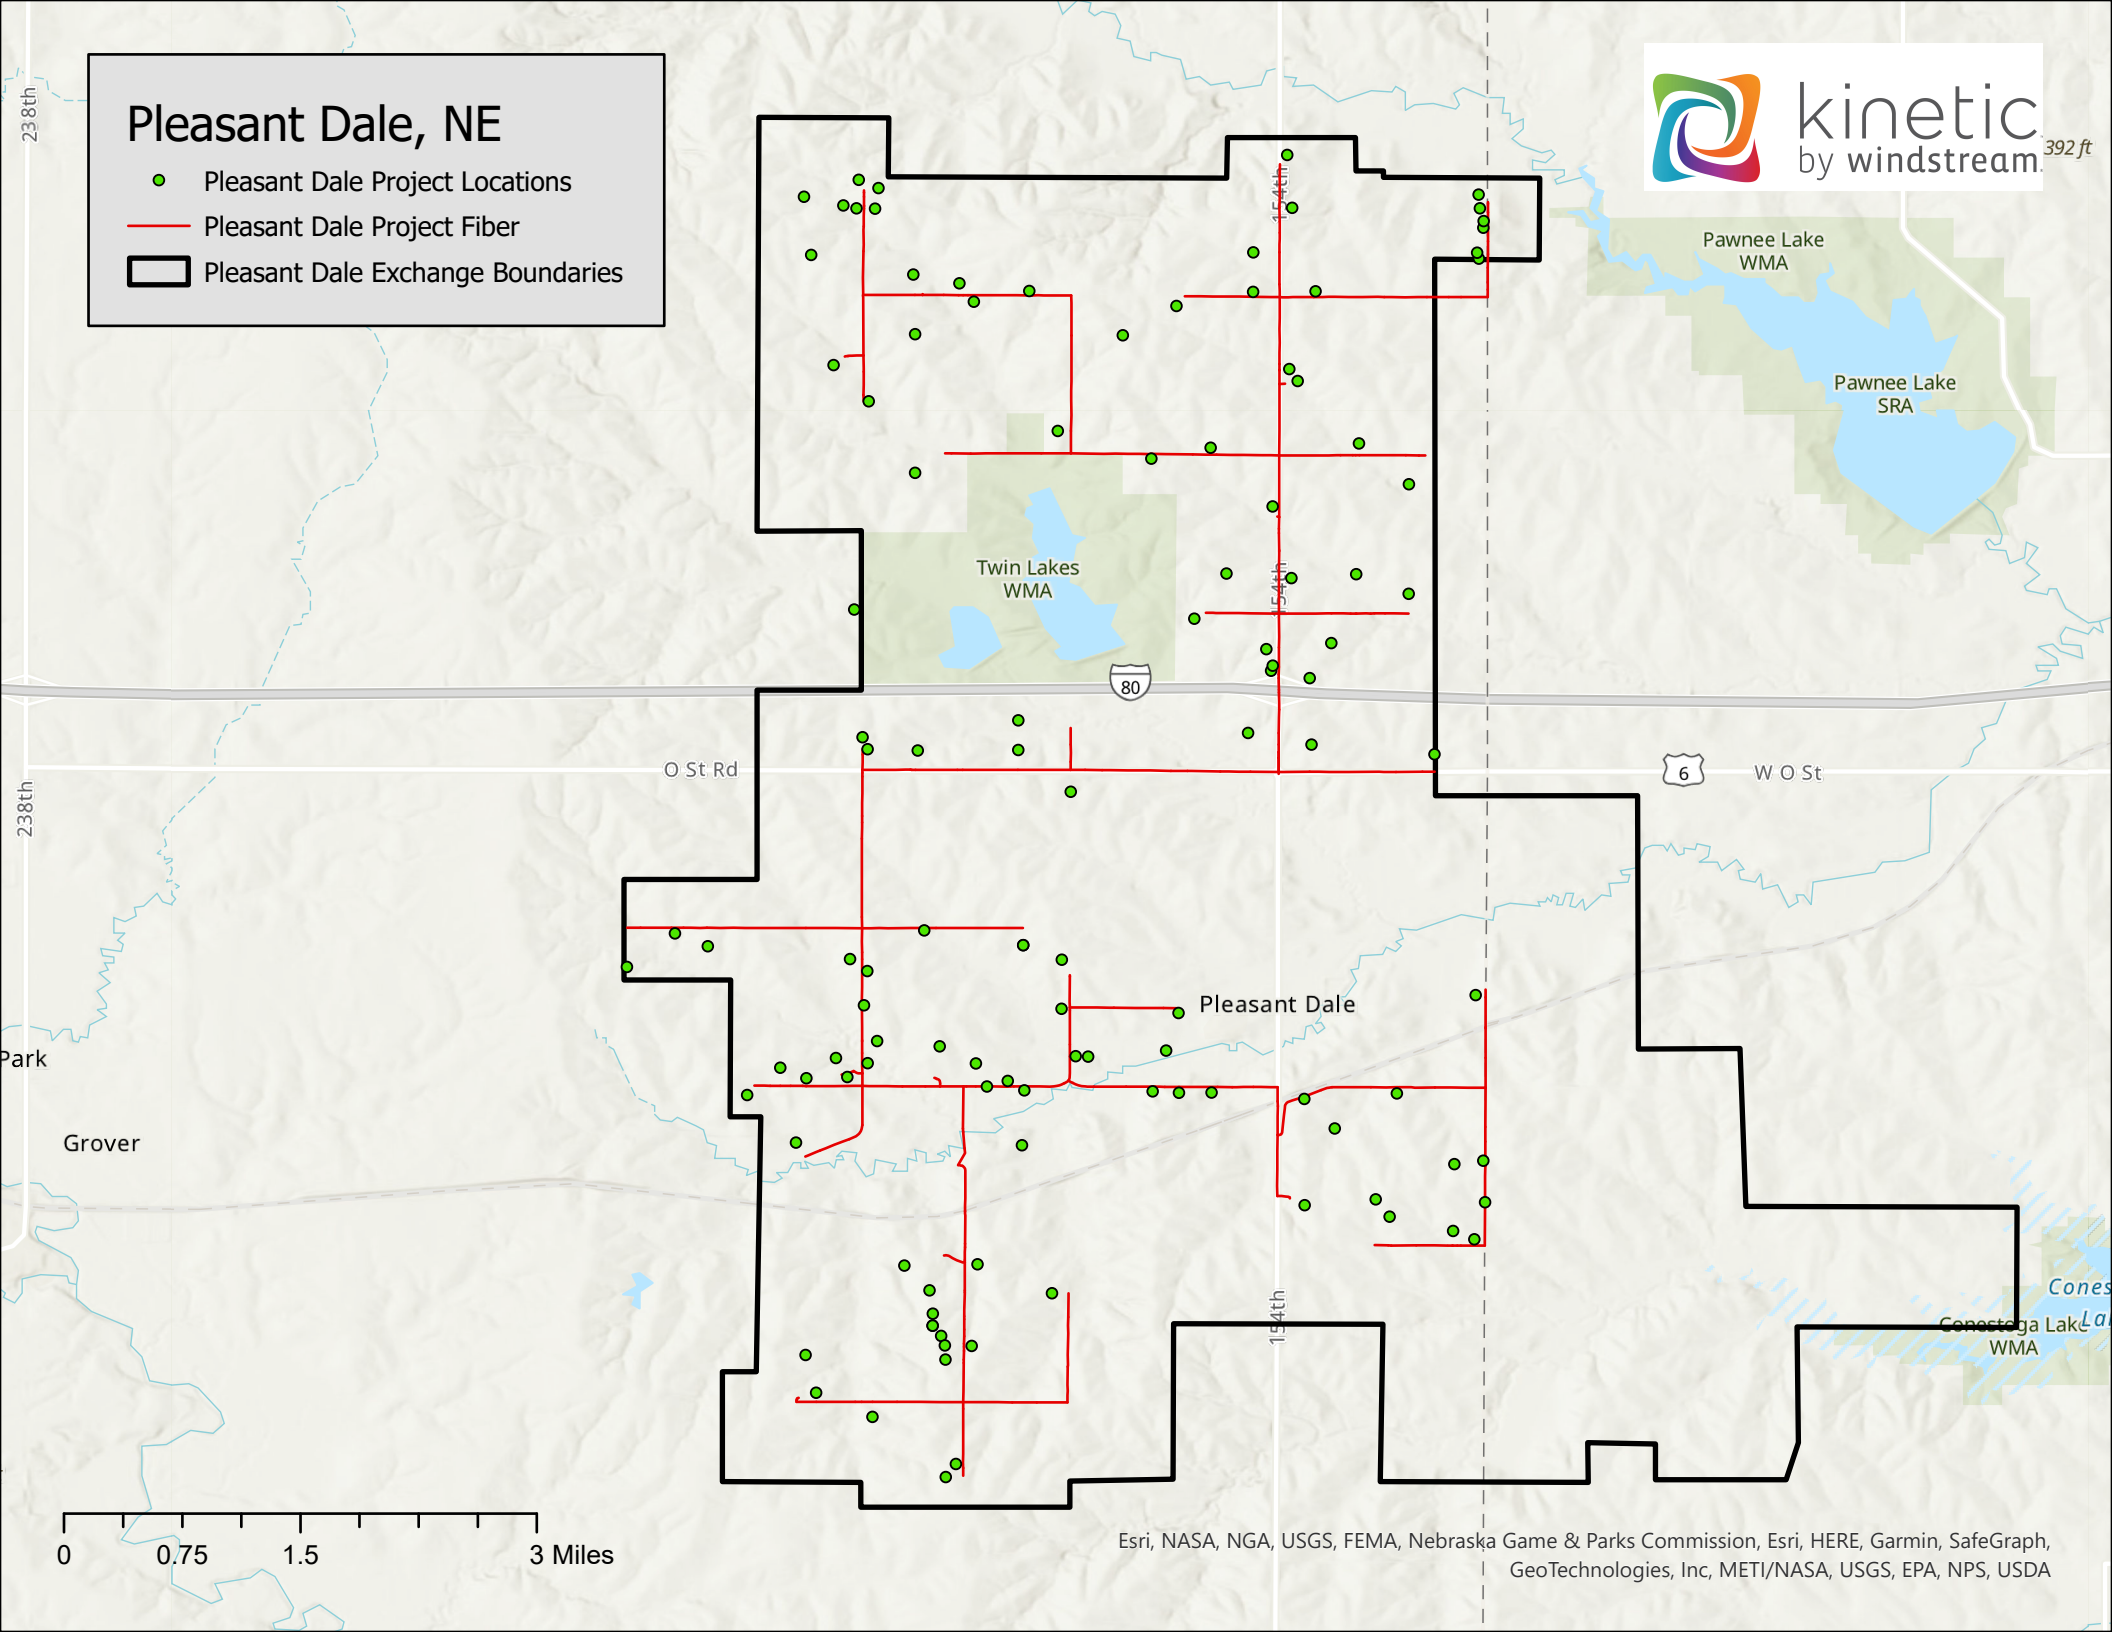 Pleasant Dale, NE
Pleasant Dale Project Locations
Pleasant Dale Project Fiber
Pleasant Dale Exchange Boundaries
kinetic
by windstream.
392 ft
238th
154th
Pawnee Lake
WMA
Pawnee Lake
SRA
Twin Lakes
WMA
154th
80
O St Rd
6
W O St
238th
Pleasant Dale
Park
Grover
154th
Cones
Lak
Conestoga Lake
WMA
0
0.75
1.5
3 Miles
Esri, NASA, NGA, USGS, FEMA, Nebraska Game & Parks Commission, Esri, HERE, Garmin, SafeGraph,
GeoTechnologies, Inc, METI/NASA, USGS, EPA, NPS, USDA